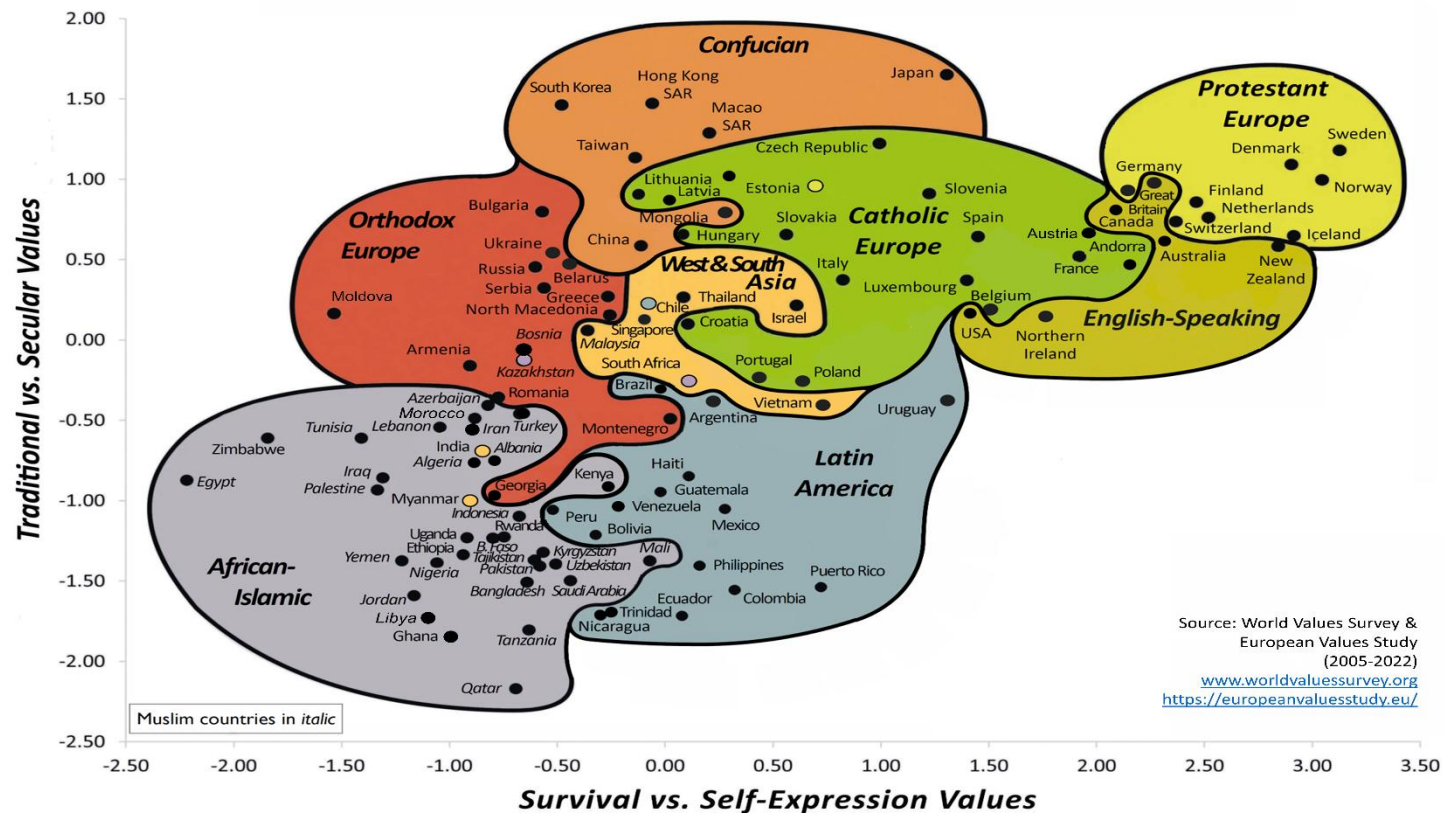 Traditional vs. Secular Values
2.00
1.50
1.00
0.50
0.00
-0.50
-1.00
-1.50
-2.00
-2.50
Confucian
Japan
South Korea
Hong Kong
SAR
Macao
SAR
Taiwan
Mongolia
China
Protestant
Europe
Sweden
Denmark
Norway
Germany
Finland
Netherlands
Switzerland
Iceland
Great
Britain
Canada
Australia
New
Zealand
English-Speaking
USA
Northern
Ireland
Czech Republic
Lithuania
Latvia
Estonia
Slovenia
Slovakia
Catholic
Europe
Spain
Hungary
Austria
Andorra
France
Italy
Luxembourg
Belgium
Croatia
Portugal
Poland
Orthodox
Europe
Bulgaria
Ukraine
Russia
Belarus
Serbia
Greece
North Macedonia
Moldova
Bosnia
Armenia
Kazakhstan
Romania
Montenegro
Georgia
West & South
Asia
Thailand
Chile
Israel
Singapore
Malaysia
South Africa
Vietnam
Brazil
Argentina
Uruguay
Latin
America
Haiti
Guatemala
Venezuela
Mexico
Peru
Bolivia
Philippines
Puerto Rico
Ecuador
Colombia
Trinidad
Nicaragua
Azerbaijan
Morocco
Lebanon
Iran
Turkey
Tunisia
Zimbabwe
India
Albania
Algeria
Egypt
Iraq
Palestine
Myanmar
Kenya
Indonesia
Rwanda
Uganda
Ethiopia
B. Faso
Tajikistan
Kyrgyzstan
Mali
Yemen
Nigeria
Pakistan
Uzbekistan
Bangladesh
Saudi Arabia
African-
Islamic
Jordan
Libya
Ghana
Tanzania
Qatar
Muslim countries in italic
Source: World Values Survey &
European Values Study
(2005-2022)
www.worldvaluessurvey.org
https://europeanvaluesstudy.eu/
-2.50 -2.00 -1.50 -1.00 -0.50 0.00 0.50 1.00 1.50 2.00 2.50 3.00 3.50
Survival vs. Self-Expression Values